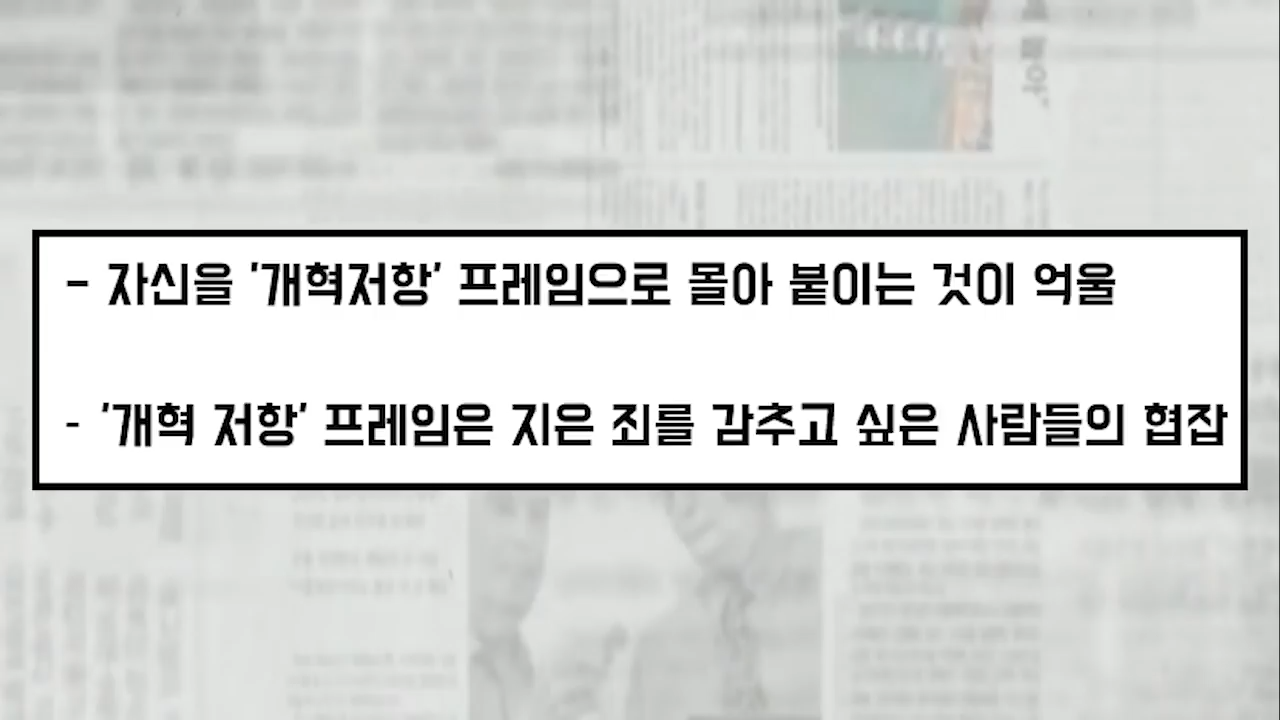 - 자신을 '개혁저항' 프레임으로 몰아 붙이는 것이 억울
- '개혁 저항' 프레임은 지은 죄를 감추고 싶은 사람들의 협잡